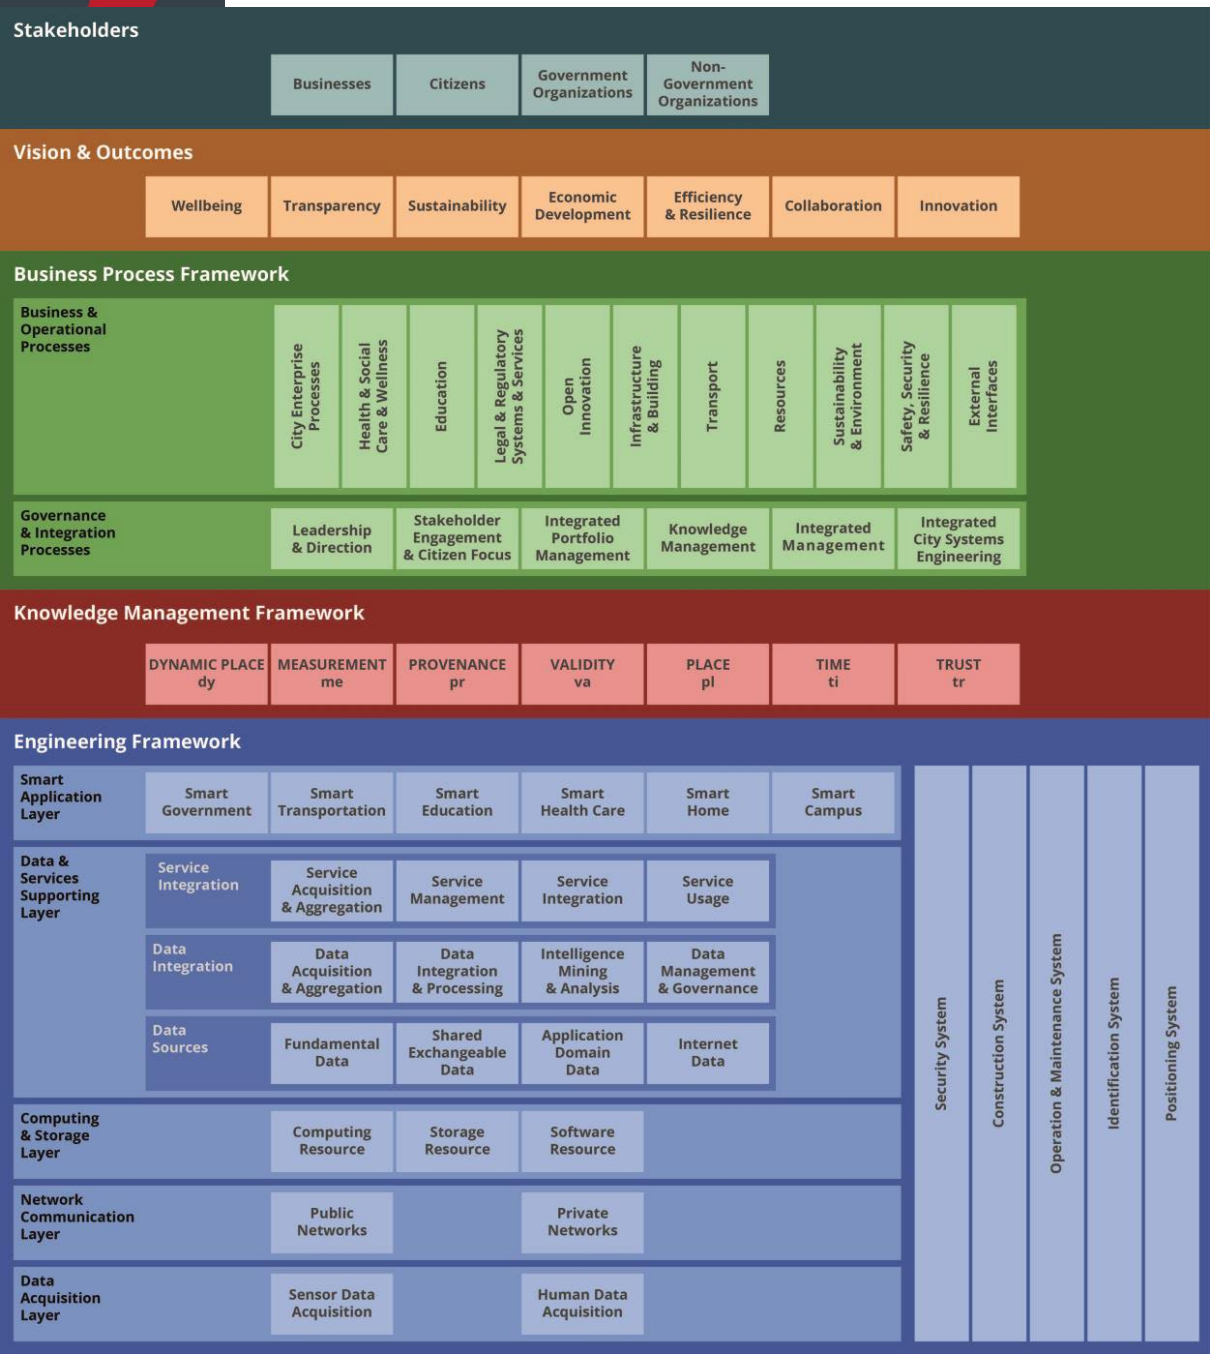 Stakeholders
Businesses
Citizens
Government
Organizations
Non-
Government
Organizations
Vision & Outcomes
Wellbeing
Transparency
Sustainability
Economic
Development
Efficiency
& Resilience
Collaboration
Innovation
Business Process Framework
Business &
Operational
Processes
City Enterprise
Processes
Health & Social
Care & Wellness
Education
Legal & Regulatory
Systems & Services
Open
Innovation
Infrastructure
& Building
Transport
Resources
Sustainability
& Environment
Safety, Security
& Resilience
External
Interfaces
Governance
& Integration
Processes
Leadership
& Direction
Stakeholder
Engagement
& Citizen Focus
Integrated
Portfolio
Management
Knowledge
Management
Integrated
Management
Integrated
City Systems
Engineering
Knowledge Management Framework
DYNAMIC PLACE
dy
MEASUREMENT
me
PROVENANCE
pr
VALIDITY
va
PLACE
pl
TIME
ti
TRUST
tr
Engineering Framework
Smart
Application
Layer
Smart
Government
Smart
Transportation
Smart
Education
Smart
Health Care
Smart
Home
Smart
Campus
Data &
Services
Supporting
Layer
Service
Integration
Service
Acquisition
& Aggregation
Service
Management
Service
Integration
Service
Usage
Data
Integration
Data
Acquisition
& Aggregation
Data
Integration
& Processing
Intelligence
Mining
& Analysis
Data
Management
& Governance
Data
Sources
Fundamental
Data
Shared
Exchangeable
Data
Application
Domain
Data
Internet
Data
Computing
& Storage
Layer
Computing
Resource
Storage
Resource
Software
Resource
Network
Communication
Layer
Public
Networks
Private
Networks
Data
Acquisition
Layer
Sensor Data
Acquisition
Human Data
Acquisition
Security System
Construction System
Operation & Maintenance System
Identification System
Positioning System